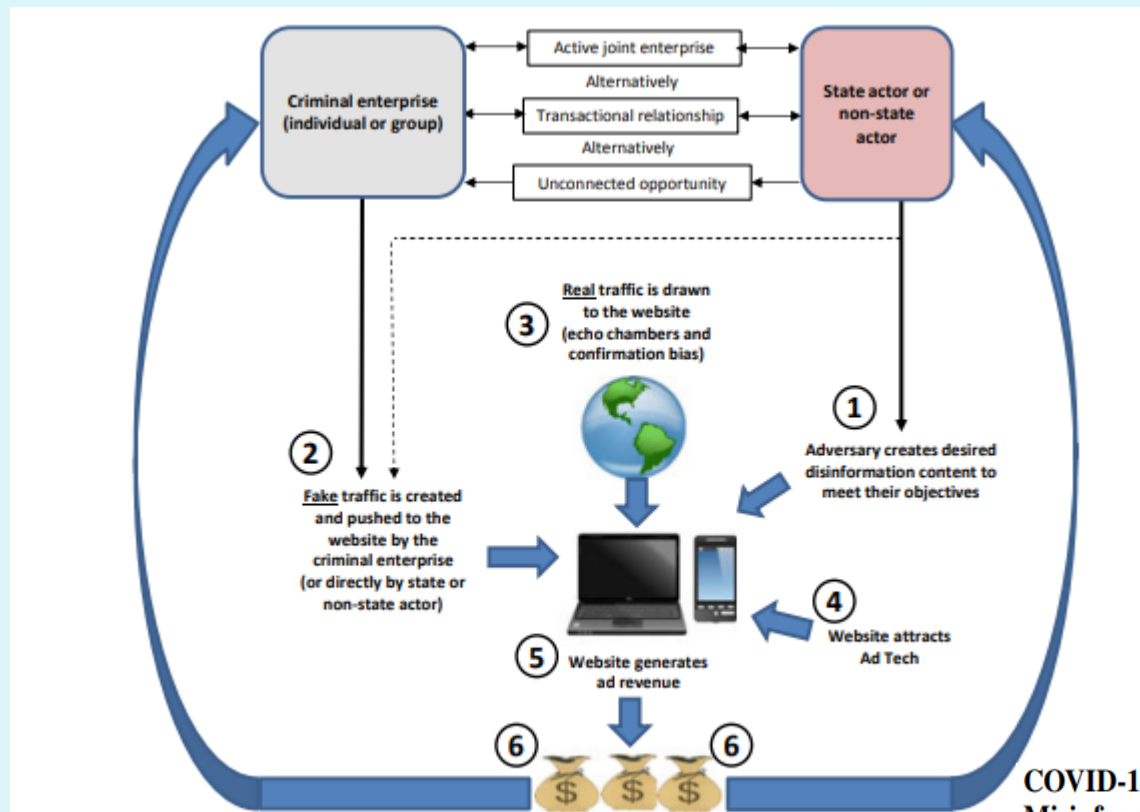 Active joint enterprise
Alternatively
Criminal enterprise
(individual or group)
Transactional relationship
State actor or
non-state
actor
Alternatively
Unconnected opportunity
Real traffic is drawn
to the website
(echo chambers and
confirmation bias)
3
1
Adversary creates desired
disinformation content to
meet their objectives
2
Fake traffic is created
and pushed to the
website by the
criminal enterprise
(or directly by state or
non-state actor)
4
Website attracts
Ad Tech
5
Website generates
ad revenue
6
$ $ $
6
COVID-1